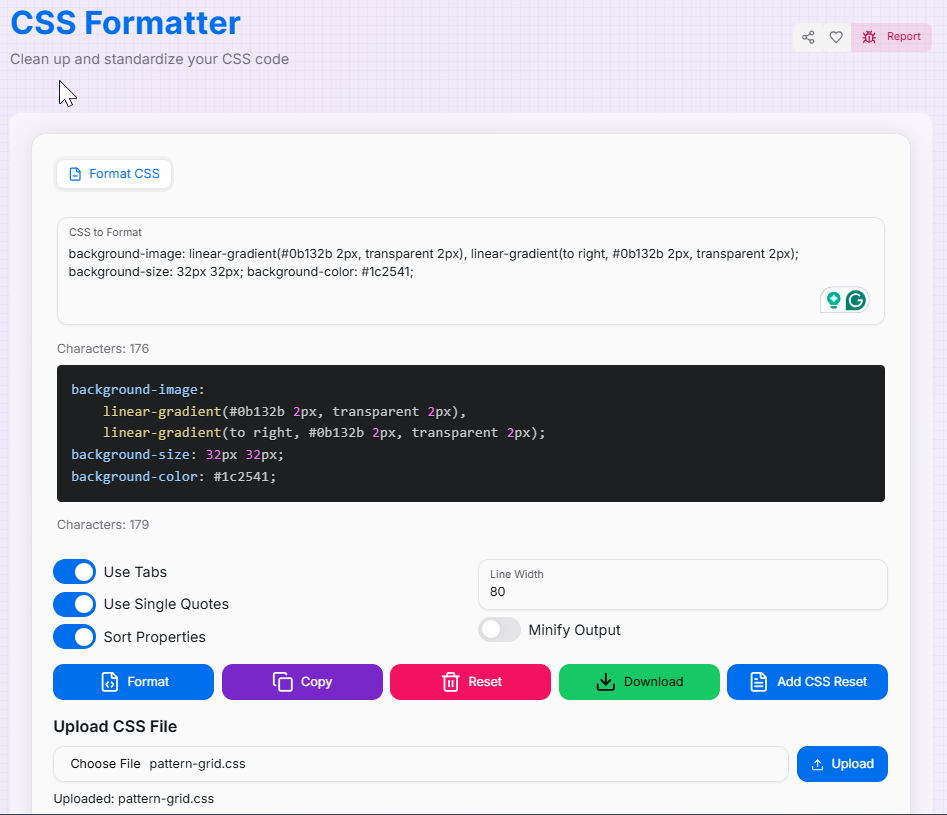 CSS Formatter
Clean up and standardize your CSS code
Report
Format CSS
CSS to Format
background-image: linear-gradient(#0b132b 2px, transparent 2px), linear-gradient(to right, #0b132b 2px, transparent 2px);
background-size: 32px 32px; background-color: #1c2541;
Characters: 176
background-image:
    linear-gradient(#0b132b 2px, transparent 2px),
    linear-gradient(to right, #0b132b 2px, transparent 2px);
background-size: 32px 32px;
background-color: #1c2541;
Characters: 179
Use Tabs
Use Single Quotes
Sort Properties
Line Width
80
Minify Output
Format
Copy
Reset
Download
Add CSS Reset
Upload CSS File
Choose File pattern-grid.css
Upload
Uploaded: pattern-grid.css